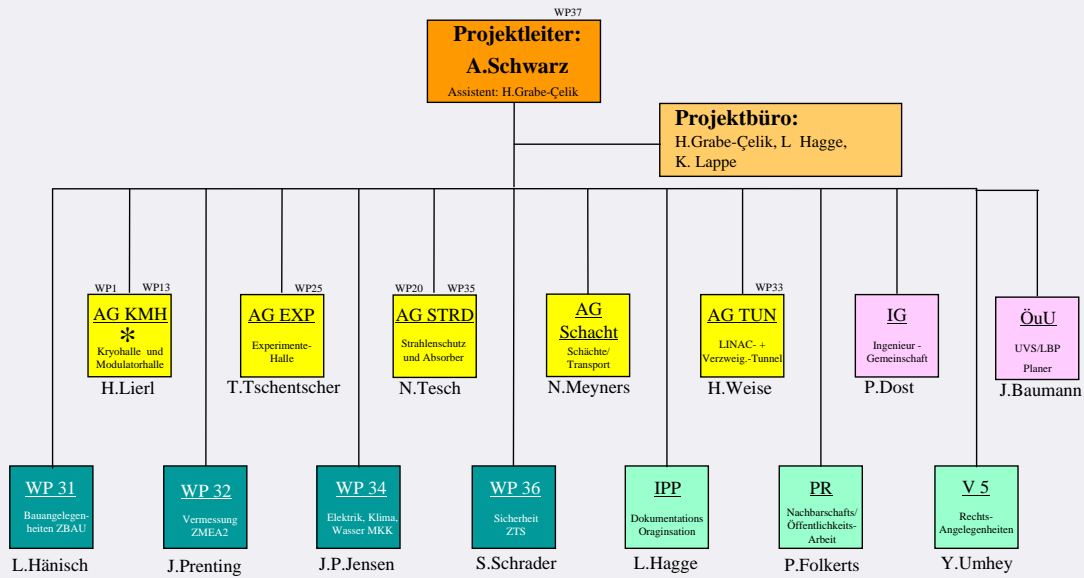 WP37
Projektleiter:
A.Schwarz
Assistent: H.Grabe-Çelik
Projektbüro:
H.Grabe-Çelik, L Hagge,
K. Lappe
WP1 WP13
AG KMH
*
Kryohalle und
Modulatorhalle
H.Lierl
WP25
AG EXP
Experimente-
Halle
T.Tschentscher
WP20 WP35
AG STRD
Strahlenschutz
und Absorber
N.Tesch
AG
Schacht
Schächte/
Transport
N.Meyners
WP33
AG TUN
LINAC- +
Verzweig.-Tunnel
H.Weise
IG
Ingenieur -
Gemeinschaft
P.Dost
ÖuU
UVS/LBP
Planer
J.Baumann
WP 31
Bauangelegen-
heiten ZBAU
L.Hänisch
WP 32
Vermessung
ZMEA2
J.Prenting
WP 34
Elektrik, Klima,
Wasser MKK
J.P.Jensen
WP 36
Sicherheit
ZTS
S.Schrader
IPP
Dokumentations
Oraginsation
L.Hagge
PR
Nachbarschafts/
Öffentlichkeits-
Arbeit
P.Folkerts
V 5
Rechts-
Angelegenheiten
Y.Umhey